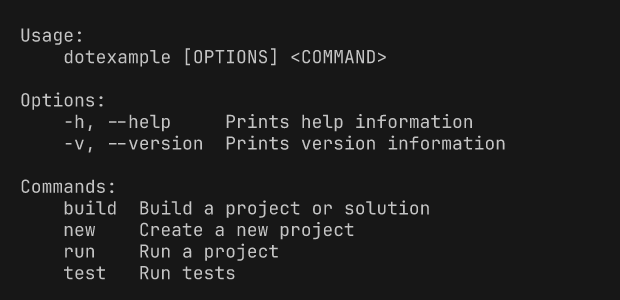 Usage:
    dotexample [OPTIONS] <COMMAND>

Options:
    -h, --help     Prints help information
    -v, --version  Prints version information

Commands:
    build  Build a project or solution
    new    Create a new project
    run    Run a project
    test   Run tests